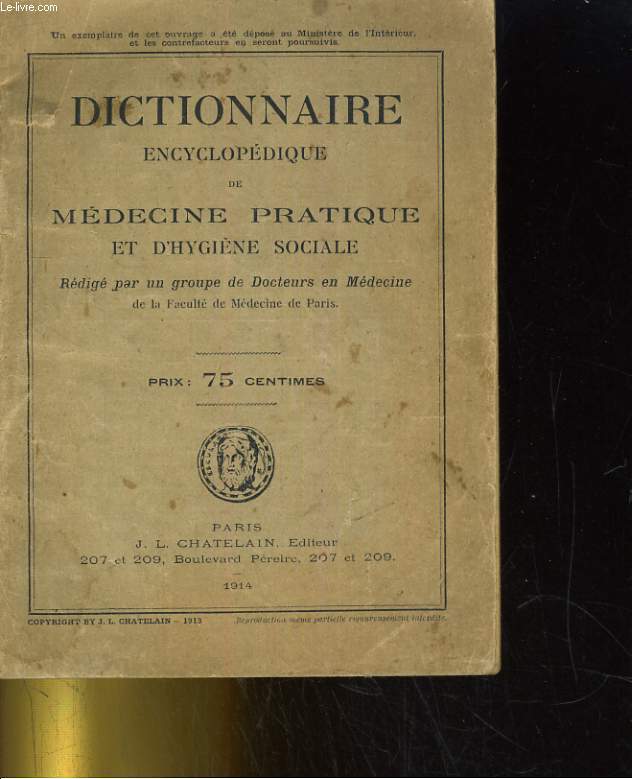 Le-livre.com
Un exemplaire de cet ouvrage a été déposé au Ministère de l'Intérieur,
et les contrefacteurs en seront poursuivis.
DICTIONNAIRE
ENCYCLOPÉDIQUE
DE
MÉDECINE PRATIQUE
ET D'HYGIÈNE SOCIALE
Rédigé par un groupe de Docteurs en Médecine
de la Faculté de Médecine de Paris.
PRIX : 75 CENTIMES
PARIS
J. L. CHATELAIN, Editeur
207 et 209, Boulevard Péreire, 207 et 209.
1914
COPYRIGHT BY J. L. CHATELAIN - 1913
Reproduction même partielle rigoureusement interdite.